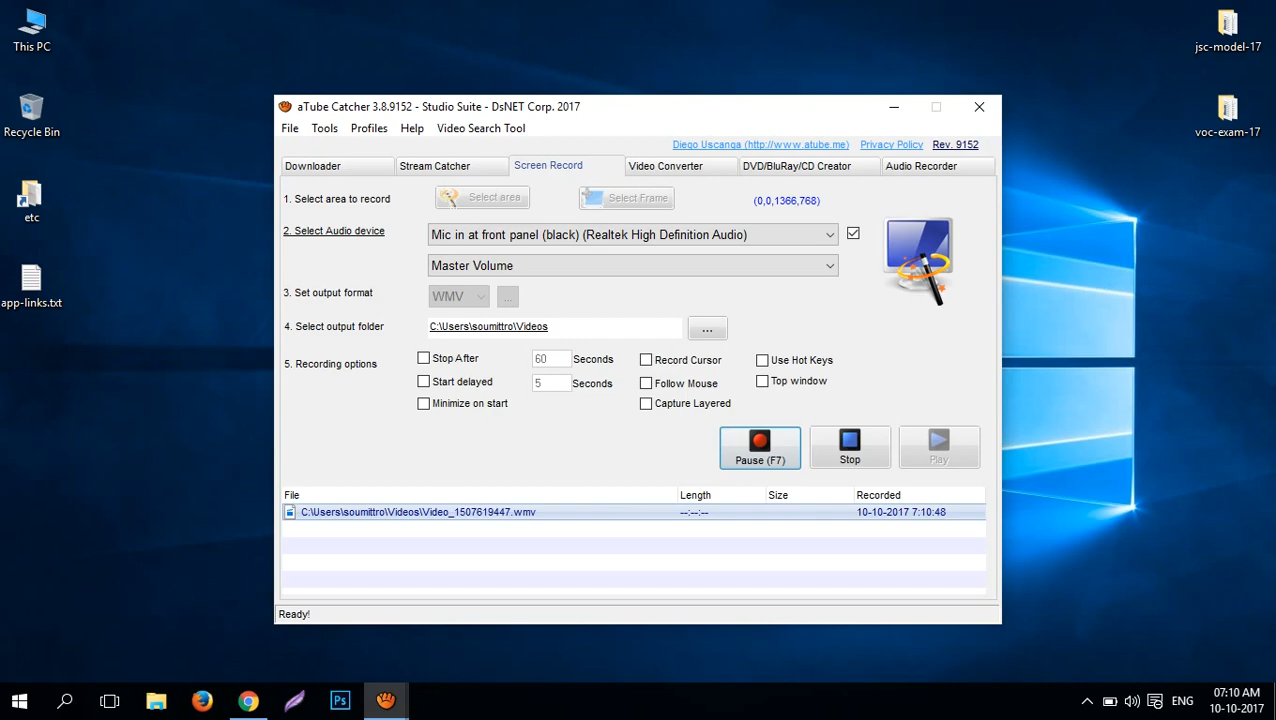 This PC
Recycle Bin
etc
app-links.txt
jsc-model-17
voc-exam-17
aTube Catcher 3.8.9152 - Studio Suite - DsNET Corp. 2017
File Tools Profiles Help Video Search Tool
Diego Uscanga (http://www.atube.me) Privacy Policy Rev. 9152
Downloader Stream Catcher Screen Record Video Converter DVD/BluRay/CD Creator Audio Recorder
1. Select area to record Select area Select Frame (0,0,1366,768)
2. Select Audio device Mic in at front panel (black) (Realtek High Definition Audio)
Master Volume
3. Set output format WMV ...
4. Select output folder C:\Users\soumittro\Videos ...
5. Recording options Stop After 60 Seconds Record Cursor Use Hot Keys
Start delayed 5 Seconds Follow Mouse Top window
Minimize on start Capture Layered
Pause (F7) Stop Play
File Length Size Recorded
C:\Users\soumittro\Videos\Video_1507619447.wmv --:--:-- 10-10-2017 7:10:48
Ready!
Ps
ENG
07:10 AM
10-10-2017